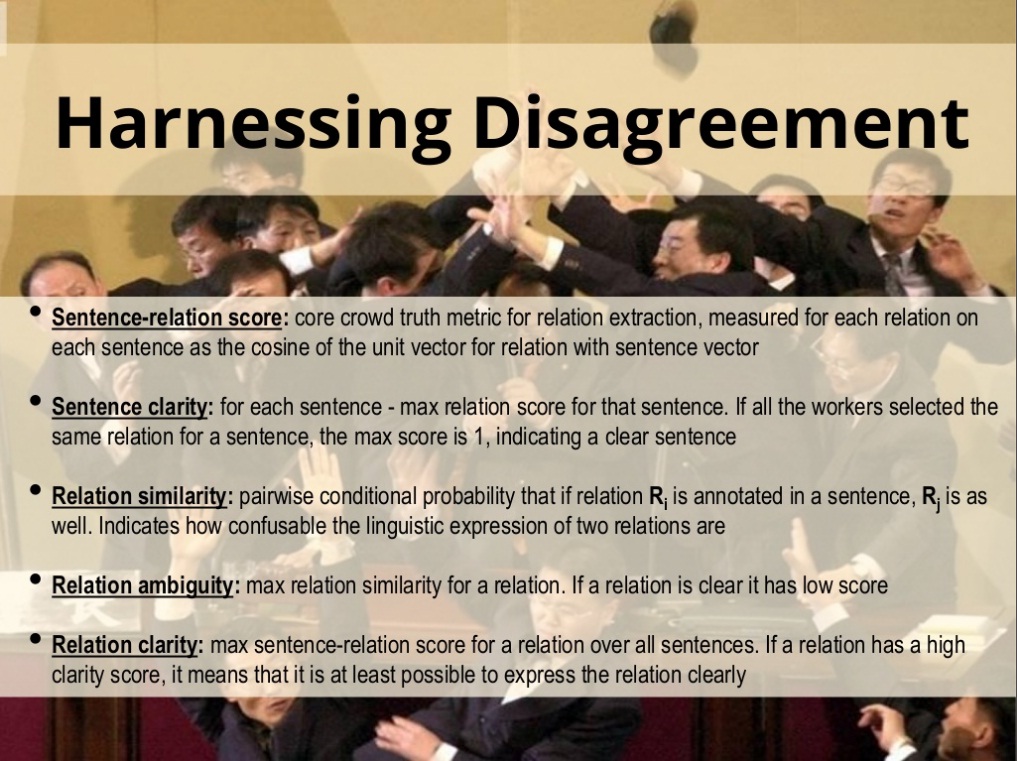 Harnessing Disagreement
• Sentence-relation score: core crowd truth metric for relation extraction, measured for each relation on
each sentence as the cosine of the unit vector for relation with sentence vector
• Sentence clarity: for each sentence - max relation score for that sentence. If all the workers selected the
same relation for a sentence, the max score is 1, indicating a clear sentence
• Relation similarity: pairwise conditional probability that if relation Ri is annotated in a sentence, Rj is as
well. Indicates how confusable the linguistic expression of two relations are
• Relation ambiguity: max relation similarity for a relation. If a relation is clear it has low score
• Relation clarity: max sentence-relation score for a relation over all sentences. If a relation has a high
clarity score, it means that it is at least possible to express the relation clearly